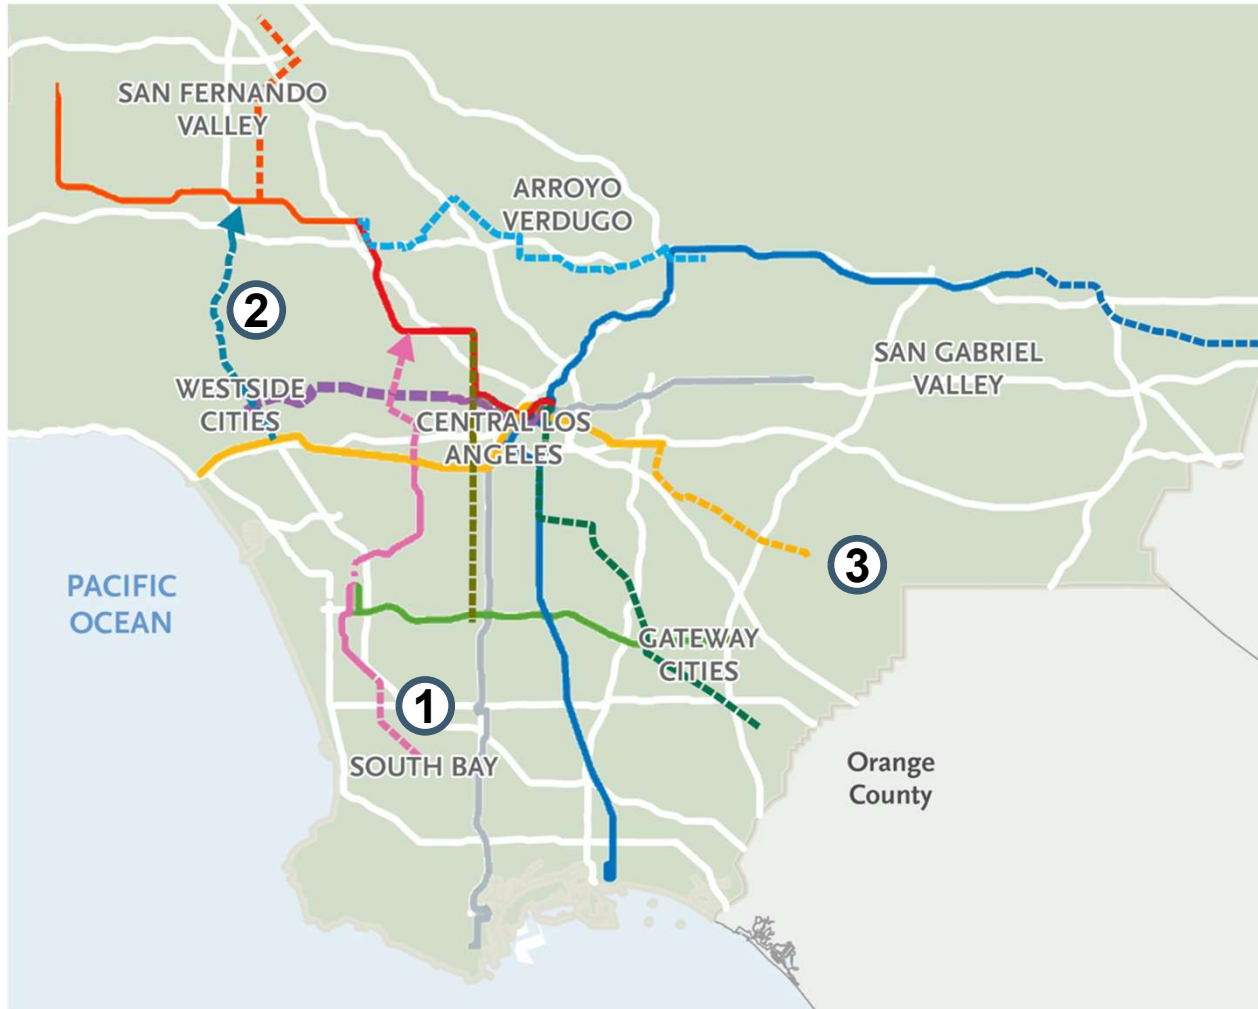 SAN FERNANDO
VALLEY
ARROYO
VERDUGO
2
SAN GABRIEL
VALLEY
WESTSIDE
CITIES
CENTRAL LOS
ANGELES
3
PACIFIC
OCEAN
GATEWAY
CITIES
1
SOUTH BAY
Orange
County